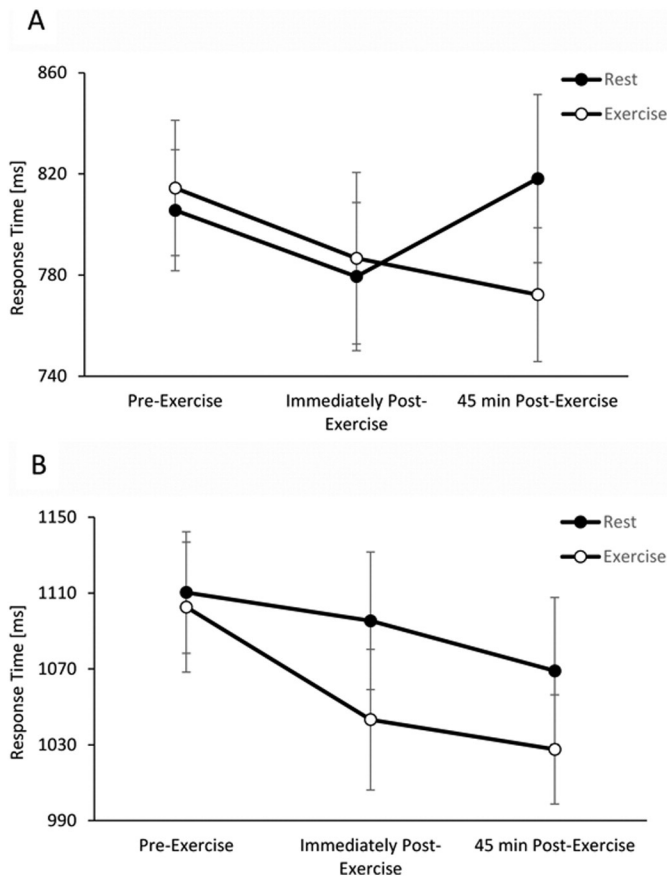 A
860
820
780
740
Response Time [ms]
Rest
Exercise
Pre-Exercise
Immediately Post-
Exercise
45 min Post-Exercise
B
1150
1110
1070
1030
990
Response Time [ms]
Rest
Exercise
Pre-Exercise
Immediately Post-
Exercise
45 min Post-Exercise